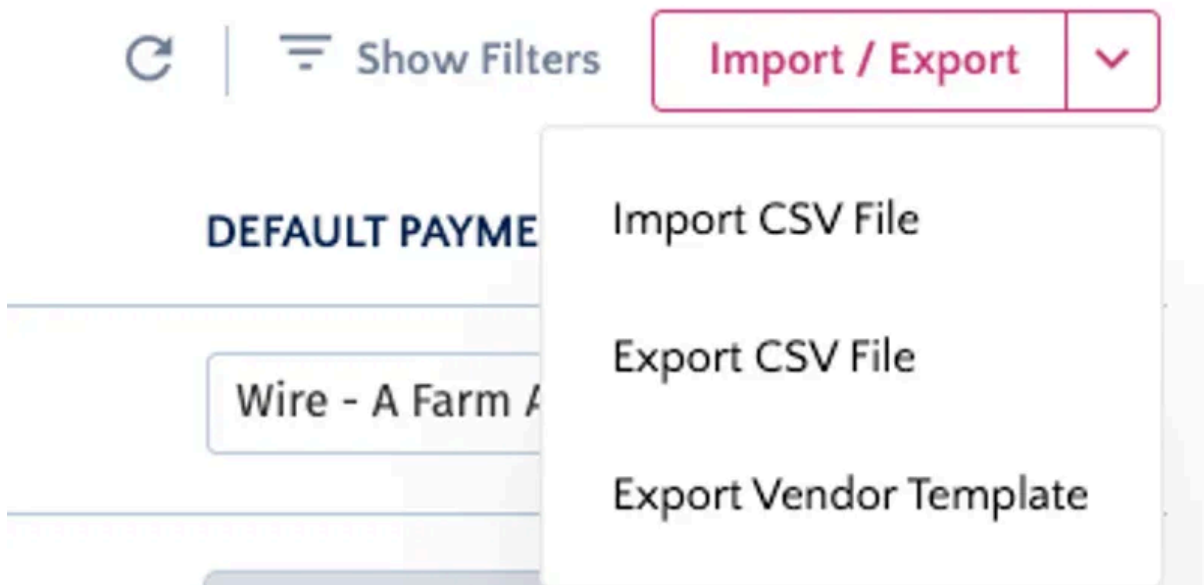 Show Filters
Import / Export
DEFAULT PAYME
Import CSV File
Export CSV File
Wire - A Farm
Export Vendor Template